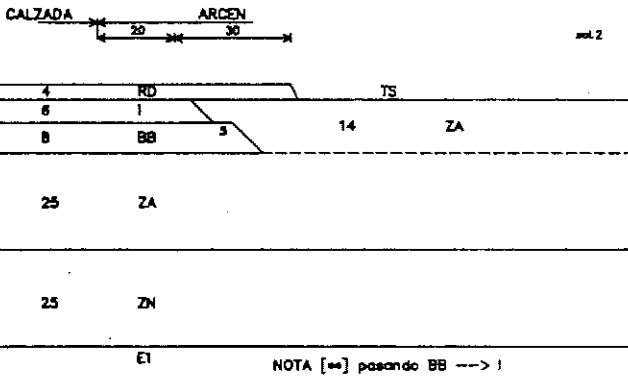 CALZADA ARCEN
20 30
sol.2
4 RD TS
6 I
5 14 ZA
8 BB
25 ZA
25 ZN
E1
NOTA [**] pasando BB ---> I